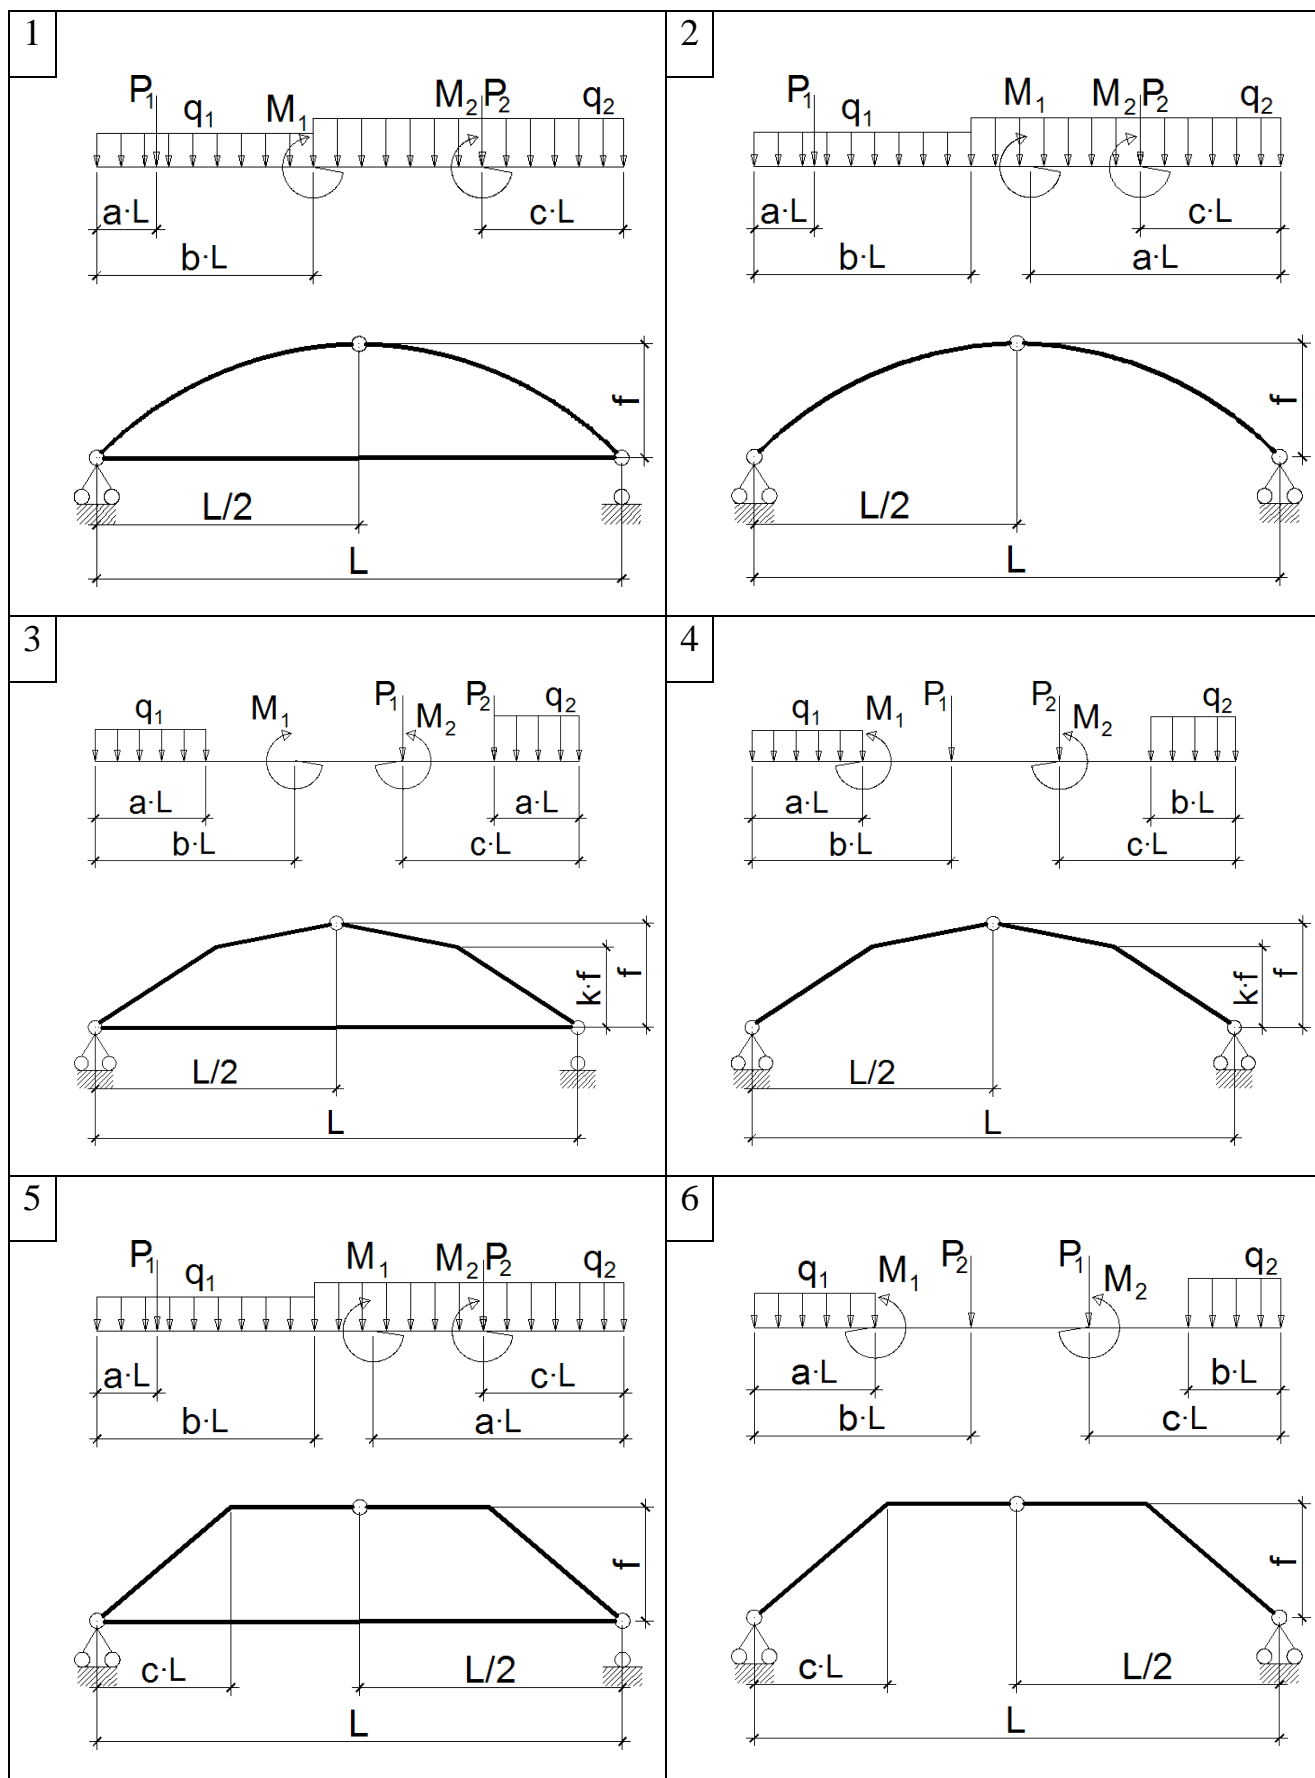 1
P₁ q₁ M₁ M₂ P₂ q₂
a·L c·L
b·L
f
L/2
L
2
P₁ q₁ M₁ M₂ P₂ q₂
a·L c·L
b·L a·L
f
L/2
L
3
q₁ M₁ P₁ M₂ P₂ q₂
a·L a·L
b·L c·L
k·f f
L/2
L
4
q₁ M₁ P₁ P₂ M₂ q₂
a·L b·L
b·L c·L
k·f f
L/2
L
5
P₁ q₁ M₁ M₂ P₂ q₂
a·L c·L
b·L a·L
f
c·L L/2
L
6
q₁ M₁ P₂ P₁ M₂ q₂
a·L b·L
b·L c·L
f
c·L L/2
L